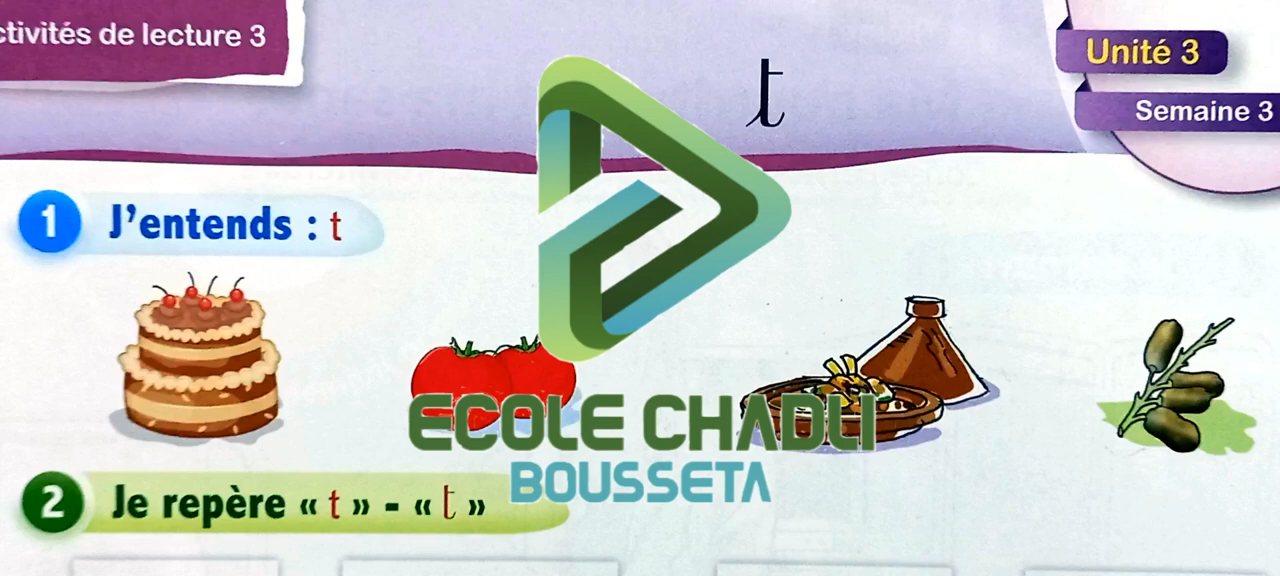 ctivités de lecture 3
t
Unité 3
Semaine 3
1 J'entends : t
ECOLE CHADLI
BOUSSETA
2 Je repère « t » - « t »